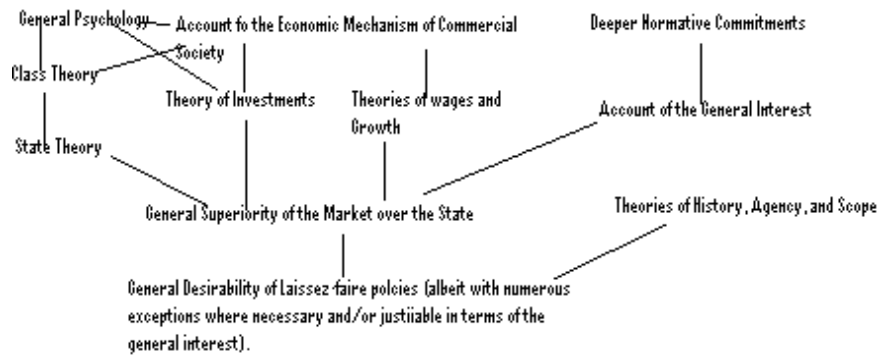 General Psychology
Account fo the Economic Mechanism of Commercial
Society
Deeper Normative Commitments
Class Theory
Theory of Investments
Theories of wages and
Growth
Account of the General Interest
State Theory
General Superiority of the Market over the State
Theories of History, Agency, and Scope
General Desirability of Laissez-faire polcies (albeit with numerous
exceptions where necessary and/or justiiable in terms of the
general interest).